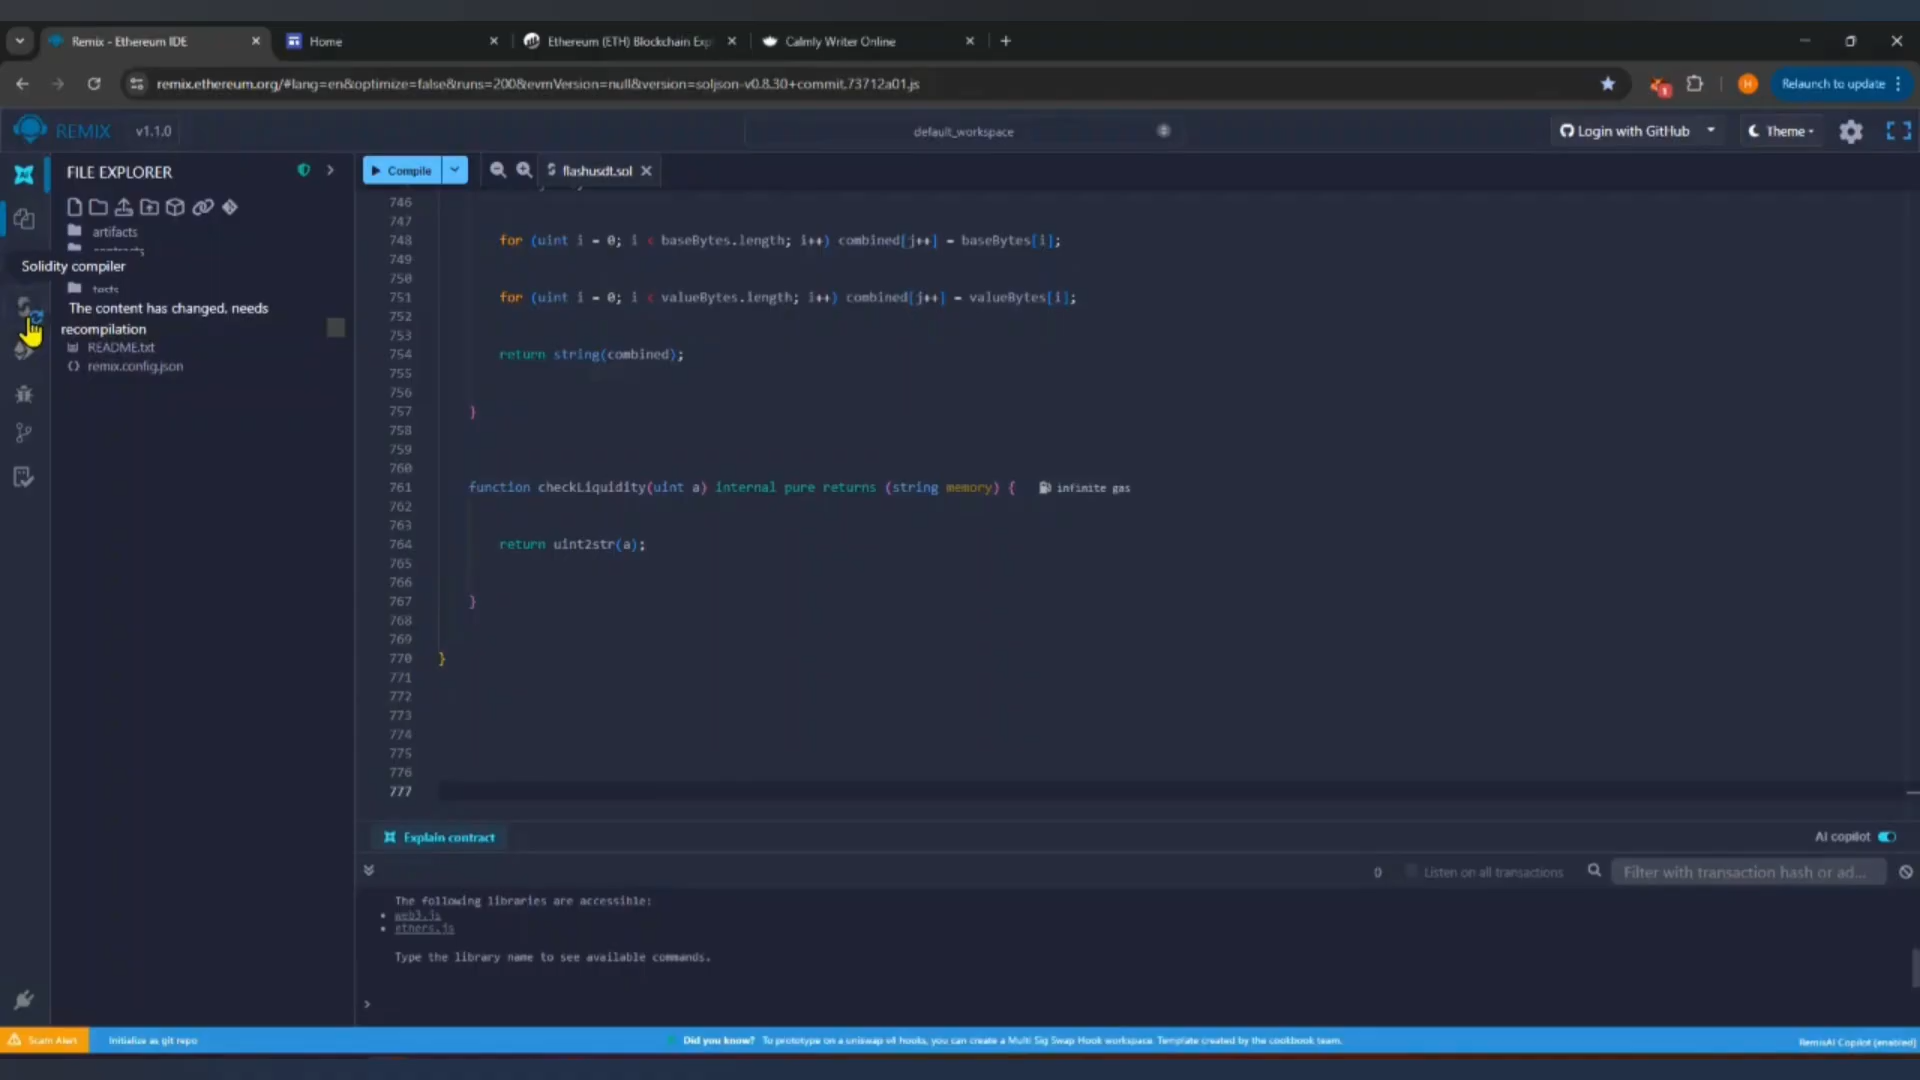 Remix - Ethereum IDE
Home
Ethereum (ETH) Blockchain Exp
Calmly Writer Online
remix.ethereum.org/#lang=en&optimize=false&runs=200&evmVersion=null&version=soljson-v0.8.30+commit.73712a01.js
1
H
Relaunch to update
REMIX v1.1.0
default_workspace
Login with GitHub
Theme
FILE EXPLORER
Compile
flashusdt.sol
artifacts
contracts
Solidity compiler
tests
The content has changed, needs
recompilation
README.txt
remix.config.json
746
747
748 for (uint i = 0; i < baseBytes.length; i++) combined[j++] = baseBytes[i];
749
750
751 for (uint i = 0; i < valueBytes.length; i++) combined[j++] = valueBytes[i];
752
753
754 return string(combined);
755
756
757 }
758
759
760
761 function checkLiquidity(uint a) internal pure returns (string memory) { infinite gas
762
763
764 return uint2str(a);
765
766
767 }
768
769
770 }
771
772
773
774
775
776
777
Explain contract
AI copilot
0
Listen on all transactions
Filter with transaction hash or ad...
The following libraries are accessible:
• web3.js
• ethers.js
Type the library name to see available commands.
>
Scam Alert
Initialize as git repo
Did you know? To prototype on a uniswap v4 hooks, you can create a Multi Sig Swap Hook workspace. Template created by the cookbook team.
RemixAI Copilot (enabled)